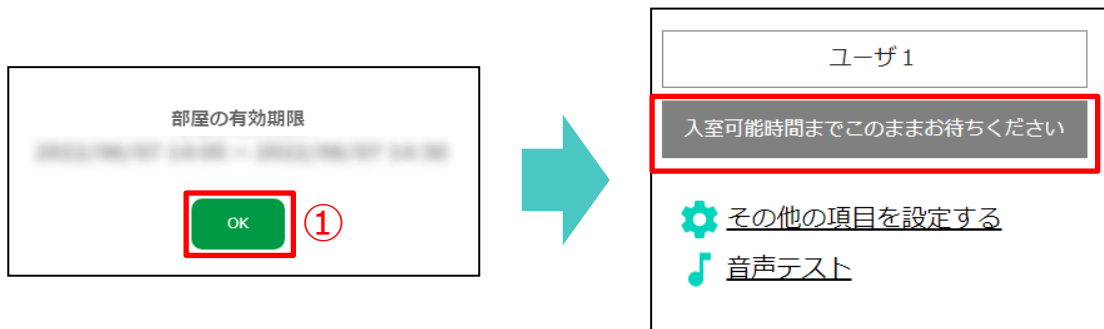 部屋の有効期限
OK
①
ユーザ1
入室可能時間までこのままお待ちください
その他の項目を設定する
音声テスト